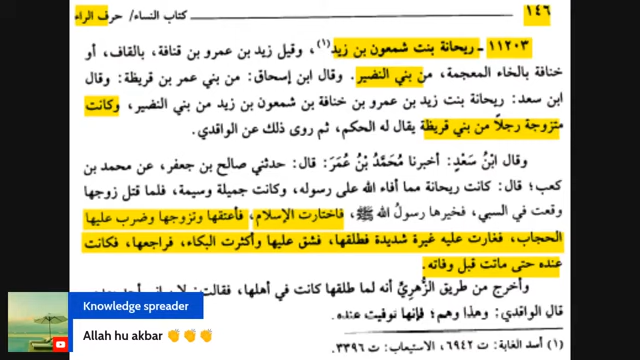 ١٤٦
كتاب النساء/ حرف الراء
١١٢٠٣ ـ ريحانة بنت شمعون بن زيد(١)، وقيل زيد بن عمرو بن قنافة، بالقاف، أو
خنافة بالخاء المعجمة، من بني النضير. وقال ابن إسحاق: من بني عمر بن قريظة: وقال
ابن سعد: ريحانة بنت زيد بن عمرو بن خنافة بن شمعون بن زيد من بني النضير، وكانت
متزوجة رجلاً من بني قريظة يقال له الحكم، ثم روى ذلك عن الواقدي.
وقال ابْنُ سَعْدٍ: أخبرنا مُحَمَّدُ بْنُ عُمَرَ: قال: حدثني صالح بن جعفر، عن محمد بن
كعب؛ قال: كانت ريحانة مما أفاء الله على رسوله، وكانت جميلة وسيمة، فلما قتل زوجها
وقعت في السبي، فخيرها رسولُ الله ﷺ، فاختارت الإسلام، فأعتقها وتزوجها وضرب عليها
الحجاب، فغارت عليه غيرة شديدة فطلقها، فشق عليها وأكثرت البكاء، فراجعها، فكانت
عنده حتى ماتت قبل وفاته.
وأخرج من طريق الزُّهرِيِّ أنه لما طلقها كانت في أهلها، فقالت:
قال الواقدي: وهذا وهم؛ فإنها توفيت عنده.
(١) أسد الغابة: ت ٦٩٤٢، الاستيعاب: ت ٣٣٩٦.
Knowledge spreader
Allah hu akbar 👏 👏 👏